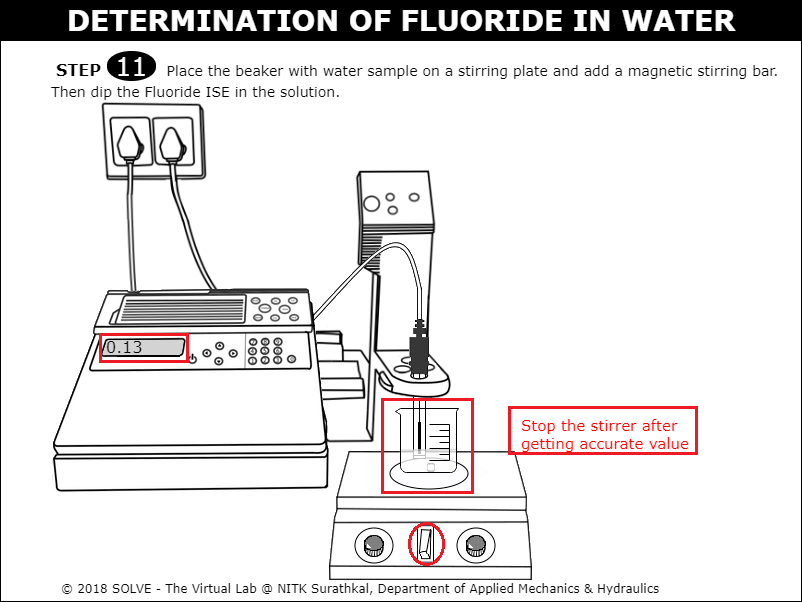 DETERMINATION OF FLUORIDE IN WATER
STEP 11 Place the beaker with water sample on a stirring plate and add a magnetic stirring bar.
Then dip the Fluoride ISE in the solution.
0.13
Stop the stirrer after
getting accurate value
© 2018 SOLVE - The Virtual Lab @ NITK Surathkal, Department of Applied Mechanics & Hydraulics